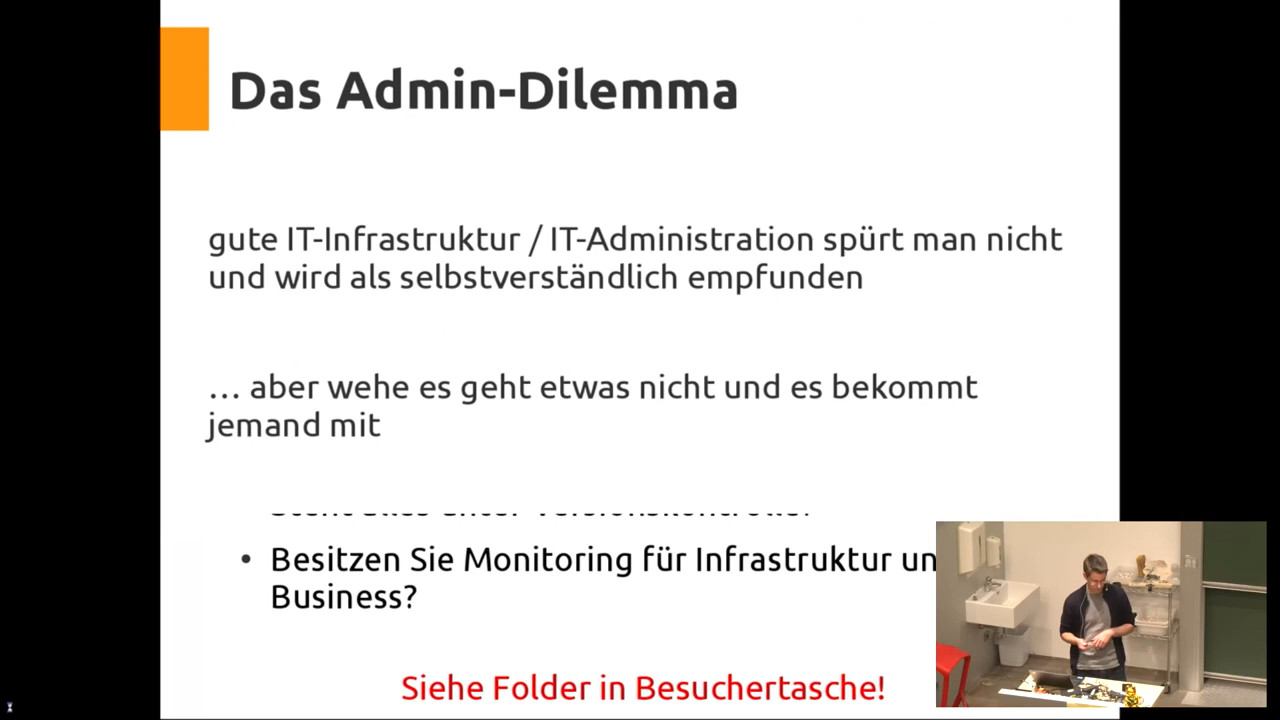 Das Admin-Dilemma
gute IT-Infrastruktur / IT-Administration spürt man nicht
und wird als selbstverständlich empfunden
… aber wehe es geht etwas nicht und es bekommt
jemand mit
• Besitzen Sie Monitoring für Infrastruktur
Business?
Siehe Folder in Besuchertasche!